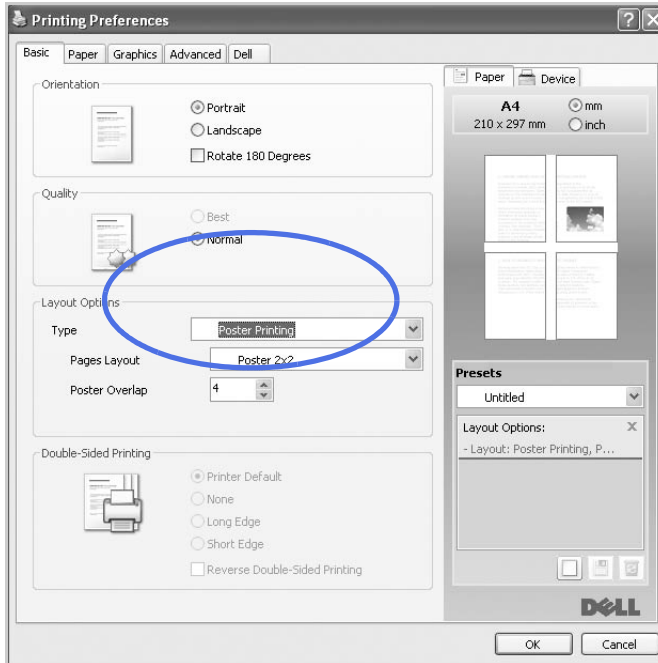 Printing Preferences
Basic Paper Graphics Advanced Dell
Orientation
Portrait
Landscape
Rotate 180 Degrees
Quality
Best
Normal
Layout Options
Type Poster Printing
Pages Layout Poster 2x2
Poster Overlap 4
Double-Sided Printing
Printer Default
None
Long Edge
Short Edge
Reverse Double-Sided Printing
Paper Device
A4 mm
210 x 297 mm inch
Presets
Untitled
Layout Options: X
- Layout: Poster Printing, P...
DELL
OK Cancel